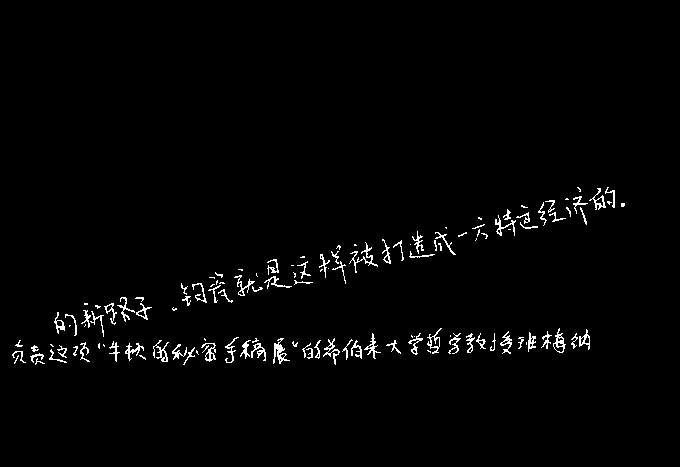 的新路子.钧瓷就是这样被打造成一大特色经济的.
负责这项"牛顿的秘密手稿展"的希伯来大学哲学教授班梅纳